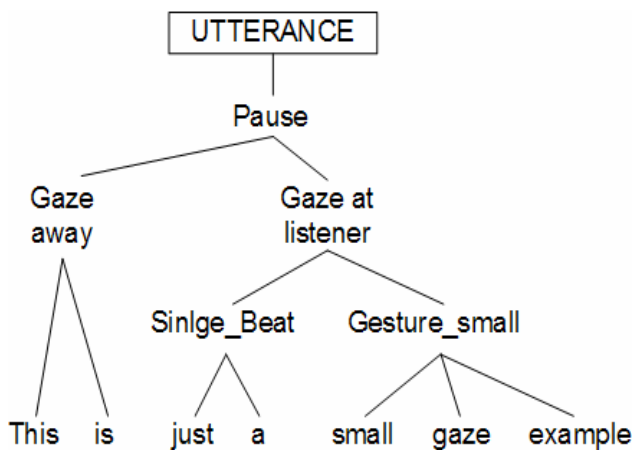 UTTERANCE
Pause
Gaze away
Gaze at listener
Sinlge_Beat Gesture_small
This is just a small gaze example